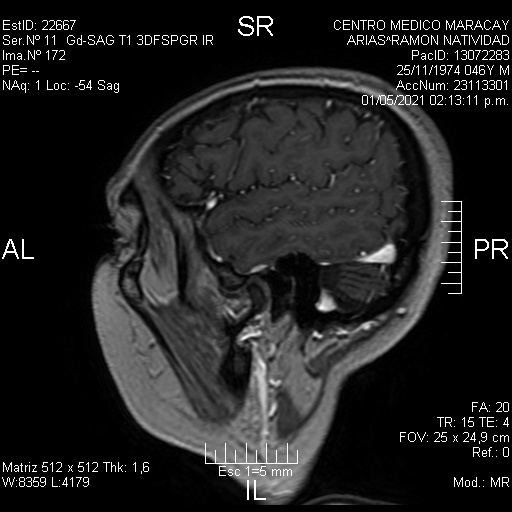 EstID: 22667
Ser.Nº 11 Gd-SAG T1 3DFSPGR IR
Ima.Nº 172
PE= --
NAq: 1 Loc: -54 Sag
SR
CENTRO MEDICO MARACAY
ARIAS^RAMON NATIVIDAD
PacID: 13072283
25/11/1974 046Y M
AccNum: 23113301
01/05/2021 02:13:11 p.m.
AL
PR
FA: 20
TR: 15 TE: 4
FOV: 25 x 24,9 cm
Ref.: 0
Mod.: MR
Matriz 512 x 512 Thk: 1,6
W:8359 L:4179
Esc 1=5 mm
IL